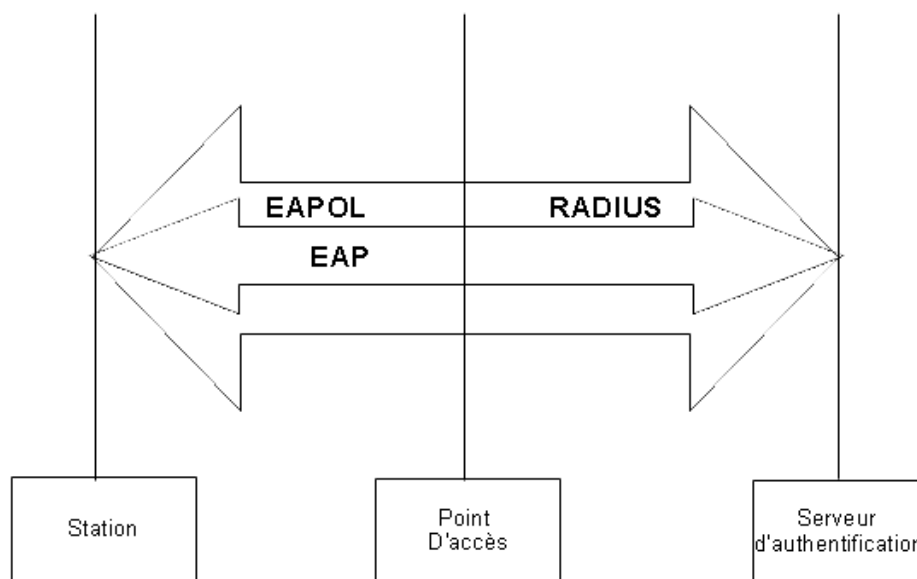 EAPOL RADIUS
EAP
Station
Point
D'accès
Serveur
d'authentification